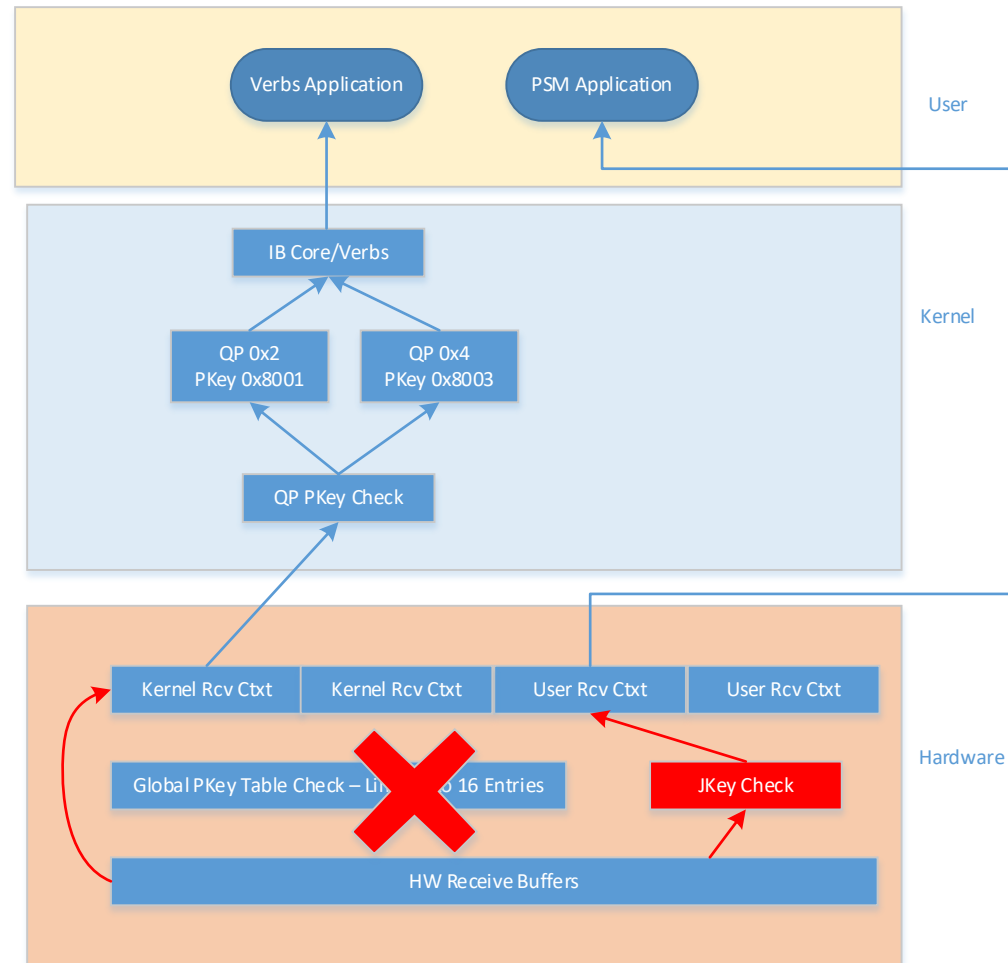 Verbs Application
PSM Application
User
IB Core/Verbs
Kernel
QP 0x2
PKey 0x8001
QP 0x4
PKey 0x8003
QP PKey Check
Kernel Rcv Ctxt
Kernel Rcv Ctxt
User Rcv Ctxt
User Rcv Ctxt
Hardware
Global PKey Table Check – 16 Entries
JKey Check
HW Receive Buffers